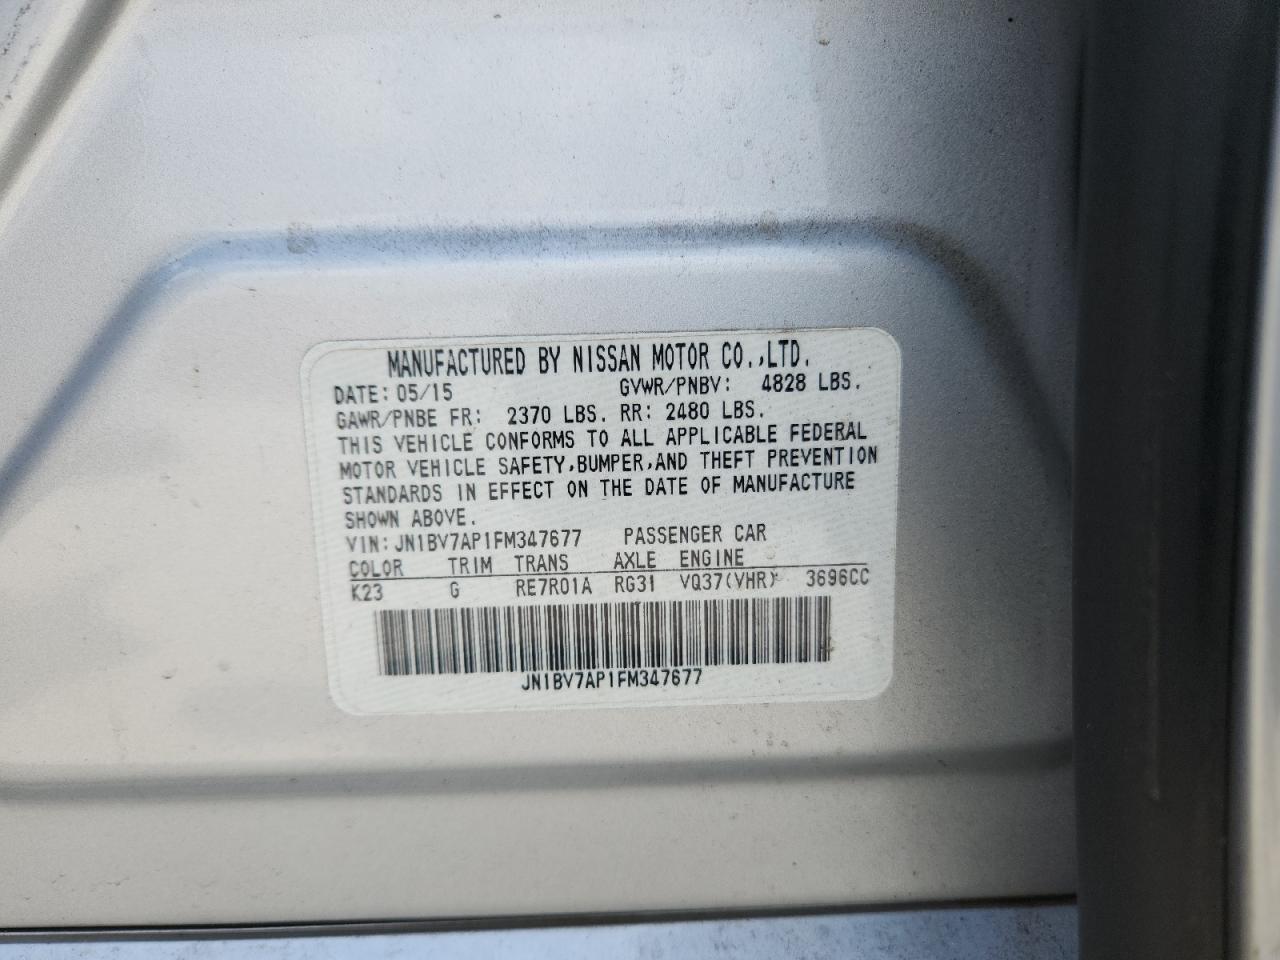 MANUFACTURED BY NISSAN MOTOR CO.,LTD.
DATE: 05/15 GVWR/PNBV: 4828 LBS.
GAWR/PNBE FR: 2370 LBS. RR: 2480 LBS.
THIS VEHICLE CONFORMS TO ALL APPLICABLE FEDERAL
MOTOR VEHICLE SAFETY,BUMPER,AND THEFT PREVENTION
STANDARDS IN EFFECT ON THE DATE OF MANUFACTURE
SHOWN ABOVE.
VIN: JN1BV7AP1FM347677 PASSENGER CAR
COLOR TRIM TRANS AXLE ENGINE
K23 G RE7R01A RG31 VQ37(VHR) 3696CC
JN1BV7AP1FM347677